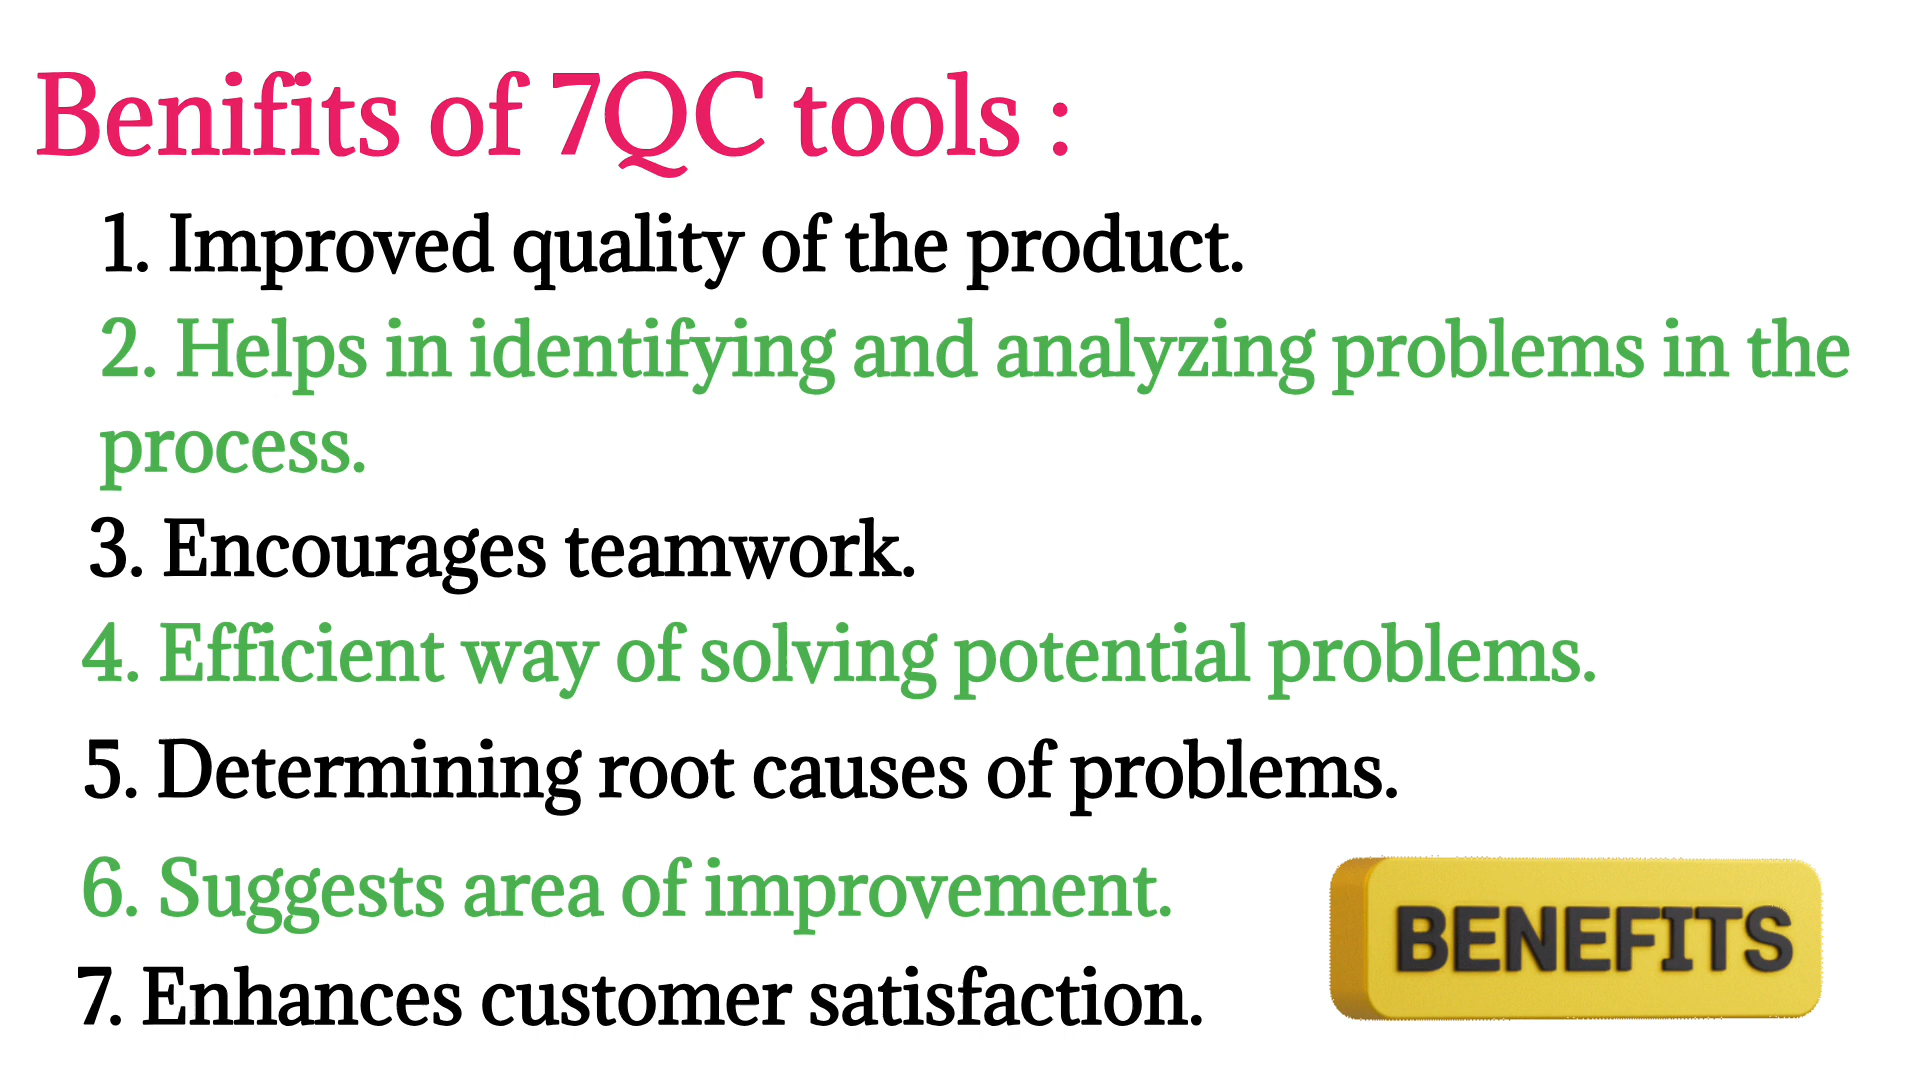 Benifits of 7QC tools :
1. Improved quality of the product.
2. Helps in identifying and analyzing problems in the
process.
3. Encourages teamwork.
4. Efficient way of solving potential problems.
5. Determining root causes of problems.
6. Suggests area of improvement.
BENEFITS
7. Enhances customer satisfaction.